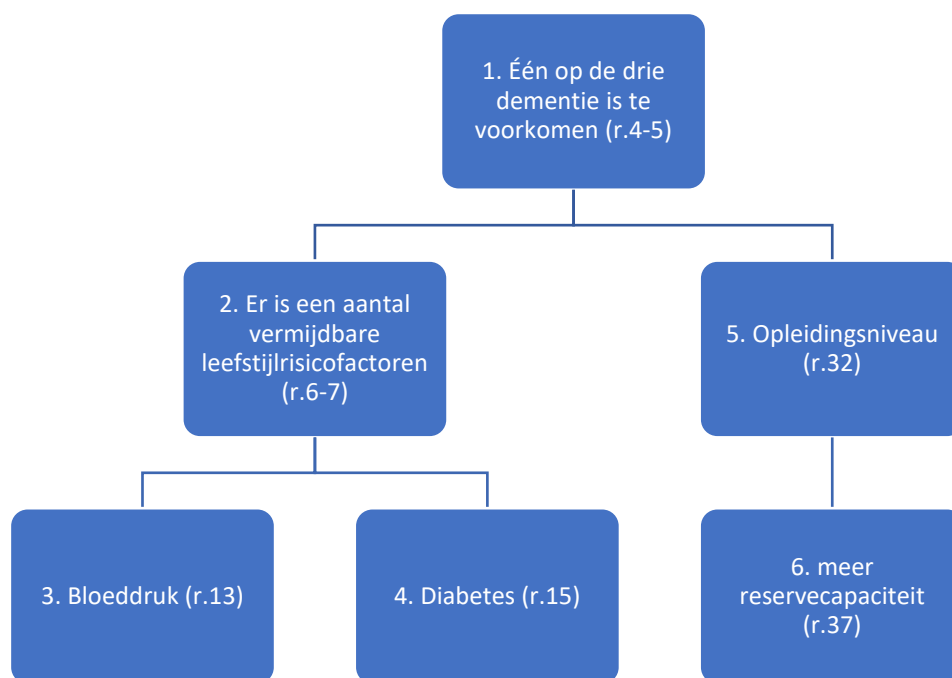 1. Één op de drie
dementie is te
voorkomen (r.4-5)
2. Er is een aantal
vermijdbare
leefstijlrisicofactoren
(r.6-7)
5. Opleidingsniveau
(r.32)
3. Bloeddruk (r.13)
4. Diabetes (r.15)
6. meer
reservecapaciteit
(r.37)